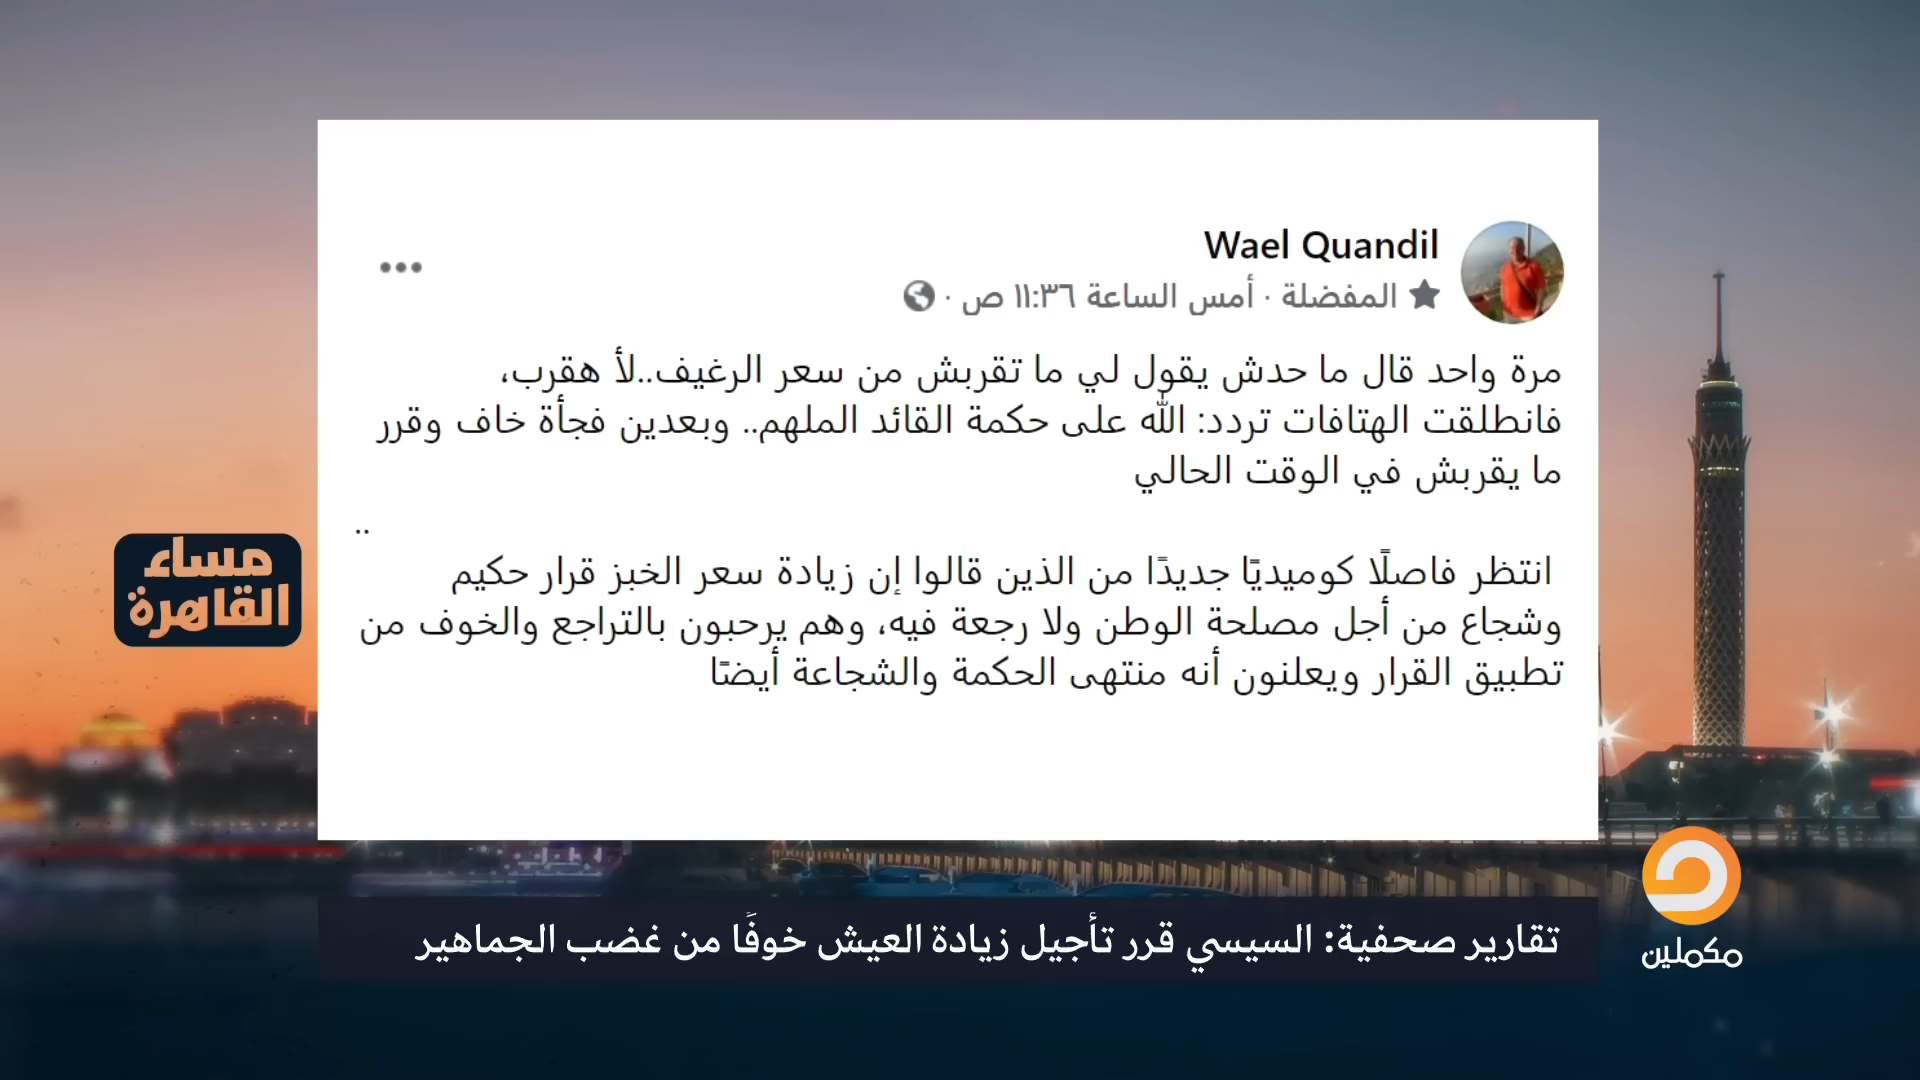 Wael Quandil
المفضلة · أمس الساعة ١١:٣٦ ص ·
مرة واحد قال ما حدش يقول لي ما تقربش من سعر الرغيف..لأ هقرب،
فانطلقت الهتافات تردد: الله على حكمة القائد الملهم.. وبعدين فجأة خاف وقرر
ما يقربش في الوقت الحالي
..
انتظر فاصلًا كوميديًا جديدًا من الذين قالوا إن زيادة سعر الخبز قرار حكيم
وشجاع من أجل مصلحة الوطن ولا رجعة فيه، وهم يرحبون بالتراجع والخوف من
تطبيق القرار ويعلنون أنه منتهى الحكمة والشجاعة أيضًا
مساء
القاهرة
تقارير صحفية: السيسي قرر تأجيل زيادة العيش خوفًا من غضب الجماهير
مكملين